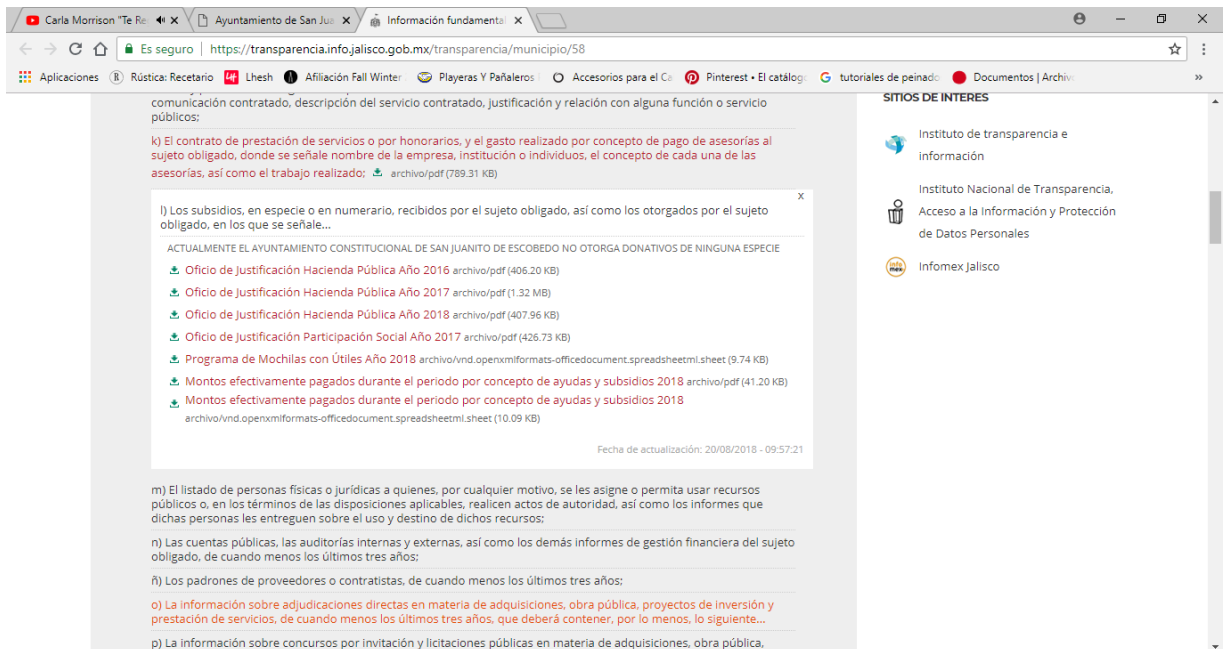 Carla Morrison "Te Re
Ayuntamiento de San Jua
Información fundamental
Es seguro | https://transparencia.info.jalisco.gob.mx/transparencia/municipio/58
Aplicaciones Rústica: Recetario Lhesh Afiliación Fall Winter Playeras Y Pañaleros Accesorios para el Ca Pinterest • El catálogo tutoriales de peinado Documentos | Archiv
comunicación contratado, descripción del servicio contratado, justificación y relación con alguna función o servicio
públicos;
k) El contrato de prestación de servicios o por honorarios, y el gasto realizado por concepto de pago de asesorías al
sujeto obligado, donde se señale nombre de la empresa, institución o individuos, el concepto de cada una de las
asesorías, así como el trabajo realizado; archivo/pdf (789.31 KB)
x
l) Los subsidios, en especie o en numerario, recibidos por el sujeto obligado, así como los otorgados por el sujeto
obligado, en los que se señale...
ACTUALMENTE EL AYUNTAMIENTO CONSTITUCIONAL DE SAN JUANITO DE ESCOBEDO NO OTORGA DONATIVOS DE NINGUNA ESPECIE
Oficio de Justificación Hacienda Pública Año 2016 archivo/pdf (406.20 KB)
Oficio de Justificación Hacienda Pública Año 2017 archivo/pdf (1.32 MB)
Oficio de Justificación Hacienda Pública Año 2018 archivo/pdf (407.96 KB)
Oficio de Justificación Participación Social Año 2017 archivo/pdf (426.73 KB)
Programa de Mochilas con Útiles Año 2018 archivo/vnd.openxmlformats-officedocument.spreadsheetml.sheet (9.74 KB)
Montos efectivamente pagados durante el periodo por concepto de ayudas y subsidios 2018 archivo/pdf (41.20 KB)
Montos efectivamente pagados durante el periodo por concepto de ayudas y subsidios 2018
archivo/vnd.openxmlformats-officedocument.spreadsheetml.sheet (10.09 KB)
Fecha de actualización: 20/08/2018 - 09:57:21
m) El listado de personas físicas o jurídicas a quienes, por cualquier motivo, se les asigne o permita usar recursos
públicos o, en los términos de las disposiciones aplicables, realicen actos de autoridad, así como los informes que
dichas personas les entreguen sobre el uso y destino de dichos recursos;
n) Las cuentas públicas, las auditorías internas y externas, así como los demás informes de gestión financiera del sujeto
obligado, de cuando menos los últimos tres años;
ñ) Los padrones de proveedores o contratistas, de cuando menos los últimos tres años;
o) La información sobre adjudicaciones directas en materia de adquisiciones, obra pública, proyectos de inversión y
prestación de servicios, de cuando menos los últimos tres años, que deberá contener, por lo menos, lo siguiente...
p) La información sobre concursos por invitación y licitaciones públicas en materia de adquisiciones, obra pública,
SITIOS DE INTERÉS
Instituto de transparencia e
información
Instituto Nacional de Transparencia,
Acceso a la Información y Protección
de Datos Personales
Infomex Jalisco